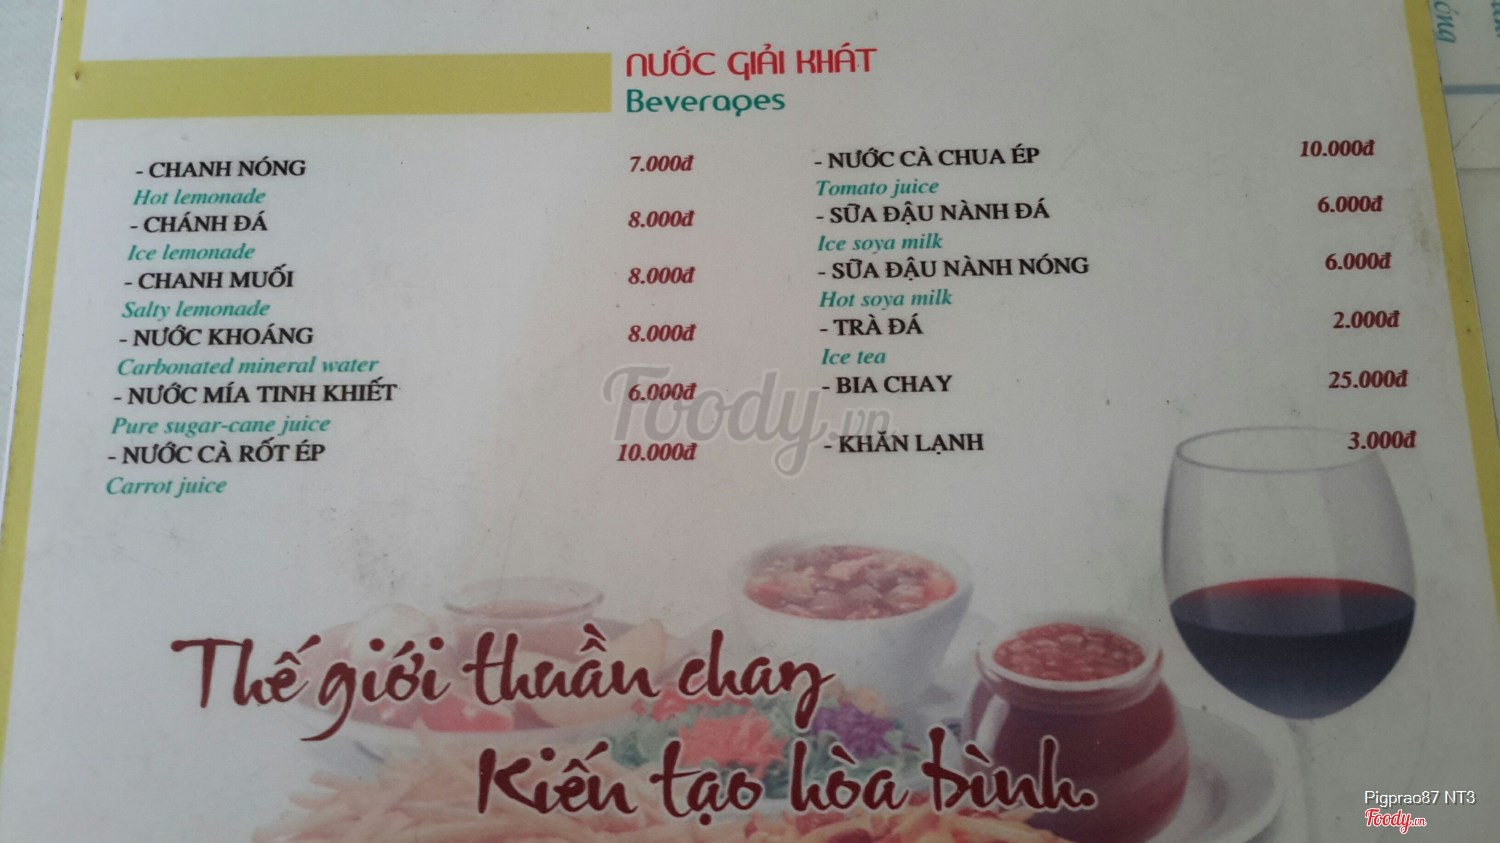 NƯỚC GIẢI KHÁT
Beverages
- CHANH NÓNG 7.000đ
Hot lemonade
- CHÁNH ĐÁ 8.000đ
Ice lemonade
- CHANH MUỐI 8.000đ
Salty lemonade
- NƯỚC KHOÁNG 8.000đ
Carbonated mineral water
- NƯỚC MÍA TINH KHIẾT 6.000đ
Pure sugar-cane juice
- NƯỚC CÀ RỐT ÉP 10.000đ
Carrot juice
- NƯỚC CÀ CHUA ÉP 10.000đ
Tomato juice
- SỮA ĐẬU NÀNH ĐÁ 6.000đ
Ice soya milk
- SỮA ĐẬU NÀNH NÓNG 6.000đ
Hot soya milk
- TRÀ ĐÁ 2.000đ
Ice tea
- BIA CHAY 25.000đ
- KHĂN LẠNH 3.000đ
Foody.vn
Thế giới thuần chay
Kiến tạo hòa bình.
Pigprao87 NT3
Foody.vn